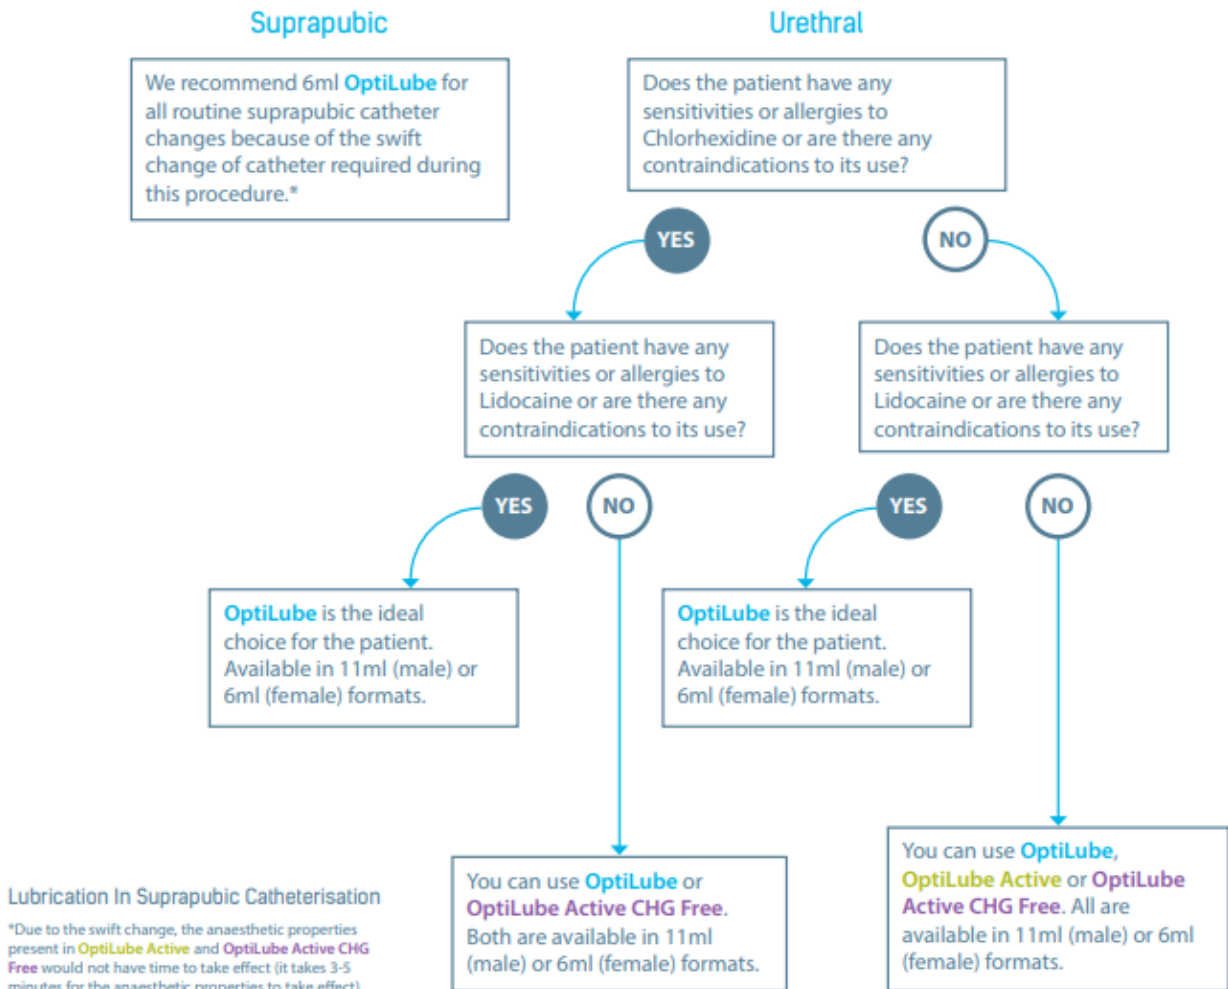 Suprapubic
We recommend 6ml OptiLube for
all routine suprapubic catheter
changes because of the swift
change of catheter required during
this procedure.*
Urethral
Does the patient have any
sensitivities or allergies to
Chlorhexidine or are there any
contraindications to its use?
YES
NO
Does the patient have any
sensitivities or allergies to
Lidocaine or are there any
contraindications to its use?
Does the patient have any
sensitivities or allergies to
Lidocaine or are there any
contraindications to its use?
YES
NO
YES
NO
OptiLube is the ideal
choice for the patient.
Available in 11ml (male) or
6ml (female) formats.
OptiLube is the ideal
choice for the patient.
Available in 11ml (male) or
6ml (female) formats.
You can use OptiLube or
OptiLube Active CHG Free.
Both are available in 11ml
(male) or 6ml (female) formats.
You can use OptiLube,
OptiLube Active or OptiLube
Active CHG Free. All are
available in 11ml (male) or 6ml
(female) formats.
Lubrication In Suprapubic Catheterisation
*Due to the swift change, the anaesthetic properties
present in OptiLube Active and OptiLube Active CHG
Free would not have time to take effect (it takes 3-5
minutes for the anaesthetic properties to take effect)